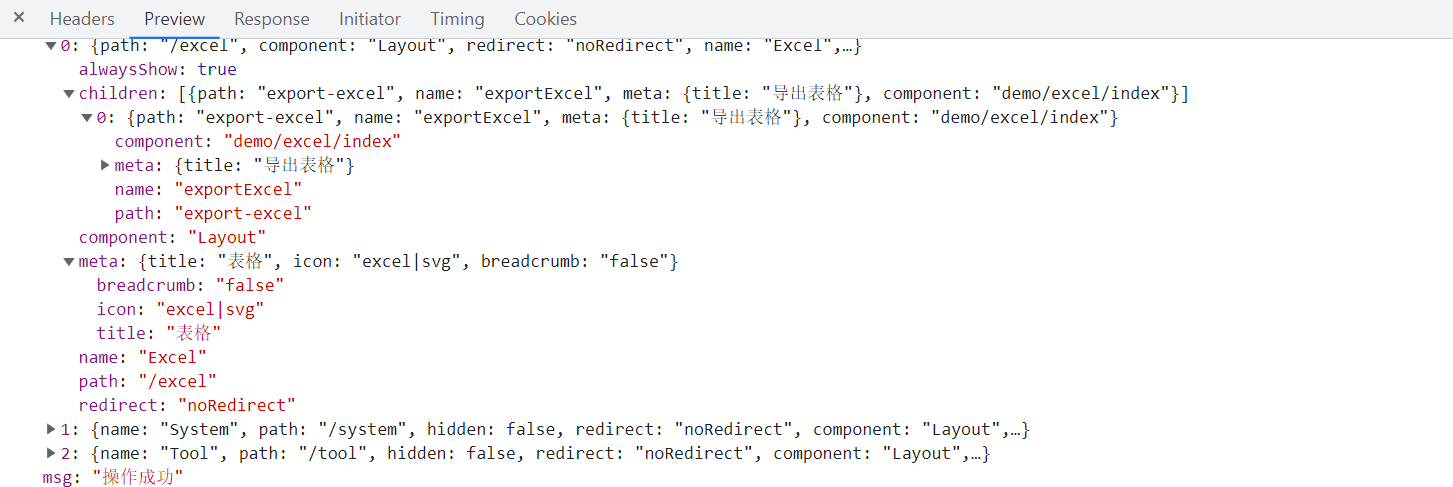 × Headers Preview Response Initiator Timing Cookies
▼0: {path: "/excel", component: "Layout", redirect: "noRedirect", name: "Excel",…}
alwaysShow: true
▼children: [{path: "export-excel", name: "exportExcel", meta: {title: "导出表格"}, component: "demo/excel/index"}]
▼0: {path: "export-excel", name: "exportExcel", meta: {title: "导出表格"}, component: "demo/excel/index"}
component: "demo/excel/index"
▶meta: {title: "导出表格"}
name: "exportExcel"
path: "export-excel"
component: "Layout"
▼meta: {title: "表格", icon: "excel|svg", breadcrumb: "false"}
breadcrumb: "false"
icon: "excel|svg"
title: "表格"
name: "Excel"
path: "/excel"
redirect: "noRedirect"
▶1: {name: "System", path: "/system", hidden: false, redirect: "noRedirect", component: "Layout",…}
▶2: {name: "Tool", path: "/tool", hidden: false, redirect: "noRedirect", component: "Layout",…}
msg: "操作成功"